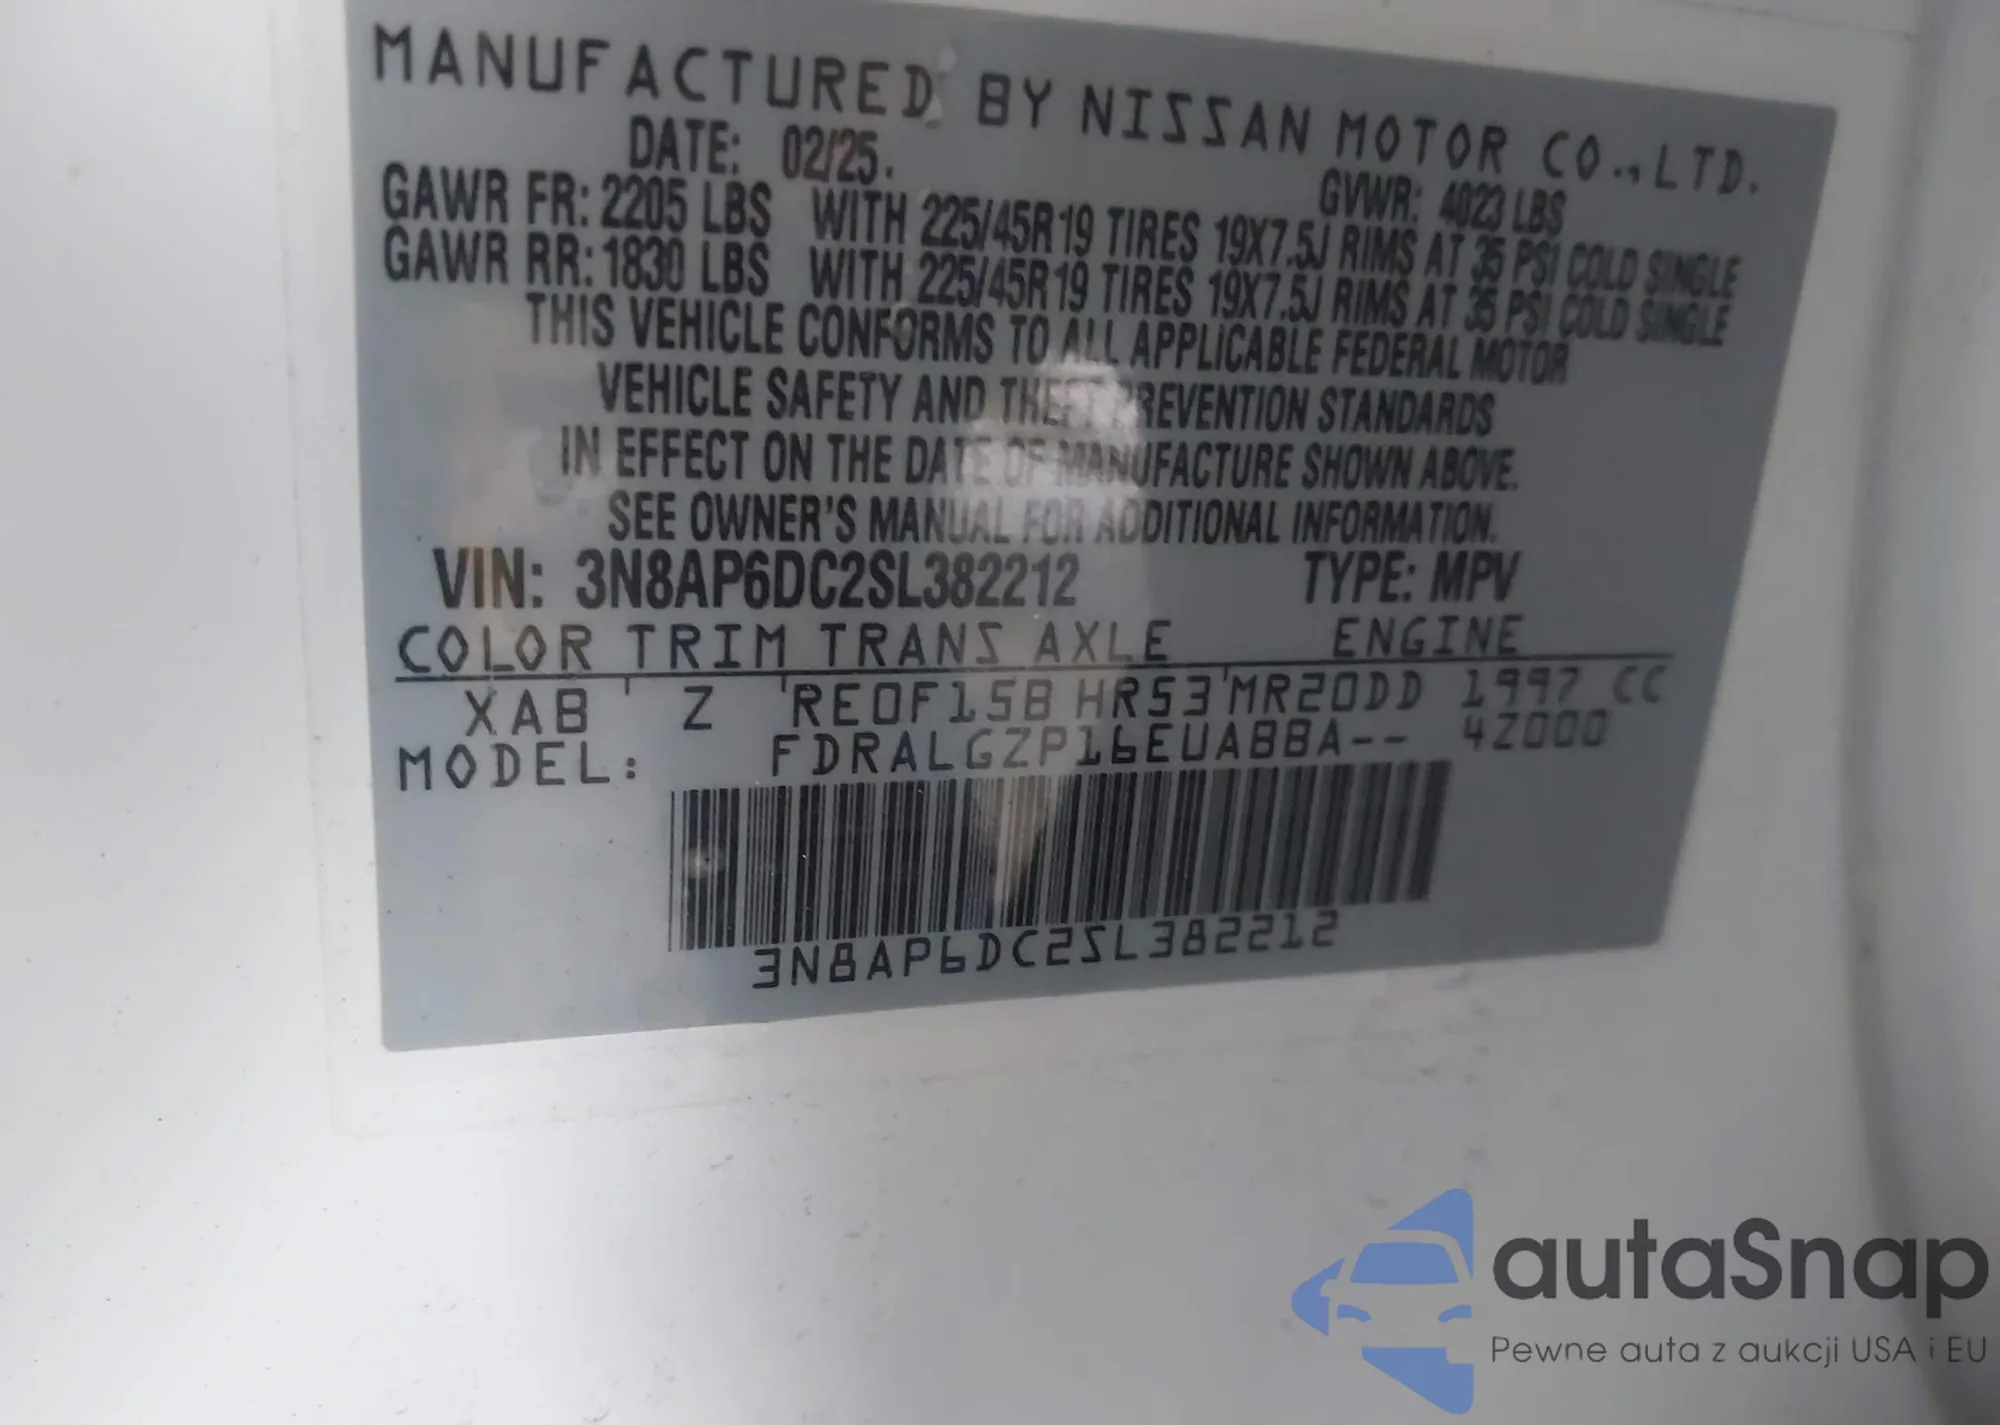 MANUFACTURED BY NISSAN MOTOR CO.,LTD.
DATE: 02/25. GVWR: 4023 LBS
GAWR FR: 2205 LBS WITH 225/45R19 TIRES 19X7.5J RIMS AT 35 PSI COLD SINGLE
GAWR RR: 1830 LBS WITH 225/45R19 TIRES 19X7.5J RIMS AT 35 PSI COLD SINGLE
THIS VEHICLE CONFORMS TO ALL APPLICABLE FEDERAL MOTOR
VEHICLE SAFETY AND THEFT PREVENTION STANDARDS
IN EFFECT ON THE DATE OF MANUFACTURE SHOWN ABOVE.
SEE OWNER'S MANUAL FOR ADDITIONAL INFORMATION.
VIN: 3N8AP6DC2SL382212 TYPE: MPV
COLOR TRIM TRANS AXLE ENGINE
XAB Z RE0F15B HR53 MR20DD 1997 CC
MODEL: FDRALGZP16EUABBA-- 4Z000
3N8AP6DC2SL382212
autaSnap
Pewne auta z aukcji USA i EU